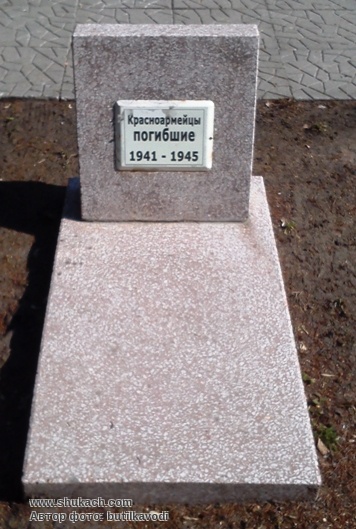 Красноармейцы
погибшие
1941 - 1945
www.shukach.com
Автор фото: butilkavodi